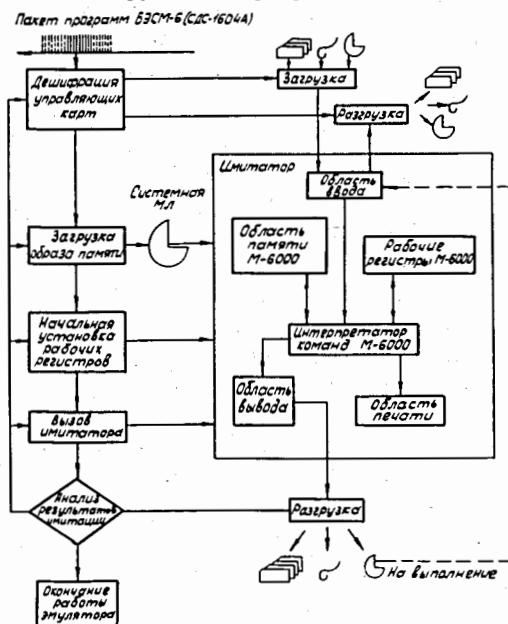 Пакет программ БЭСМ-6 (СДС-1604А)
Дешифрация
управляющих
карт
Загрузка
Разгрузка
Имитатор
Область
ввода
Системная
МЛ
Загрузка
образа памяти
Область
памяти
М-6000
Рабочие
регистры М-6000
Начальная
установка
рабочих
регистров
Интерпретатор
команд М-6000
Область
вывода
Область
печати
Вызов
имитатора
Анализ
результатов
имитации
Разгрузка
На выполнение
Окончание
работы
эмулятора